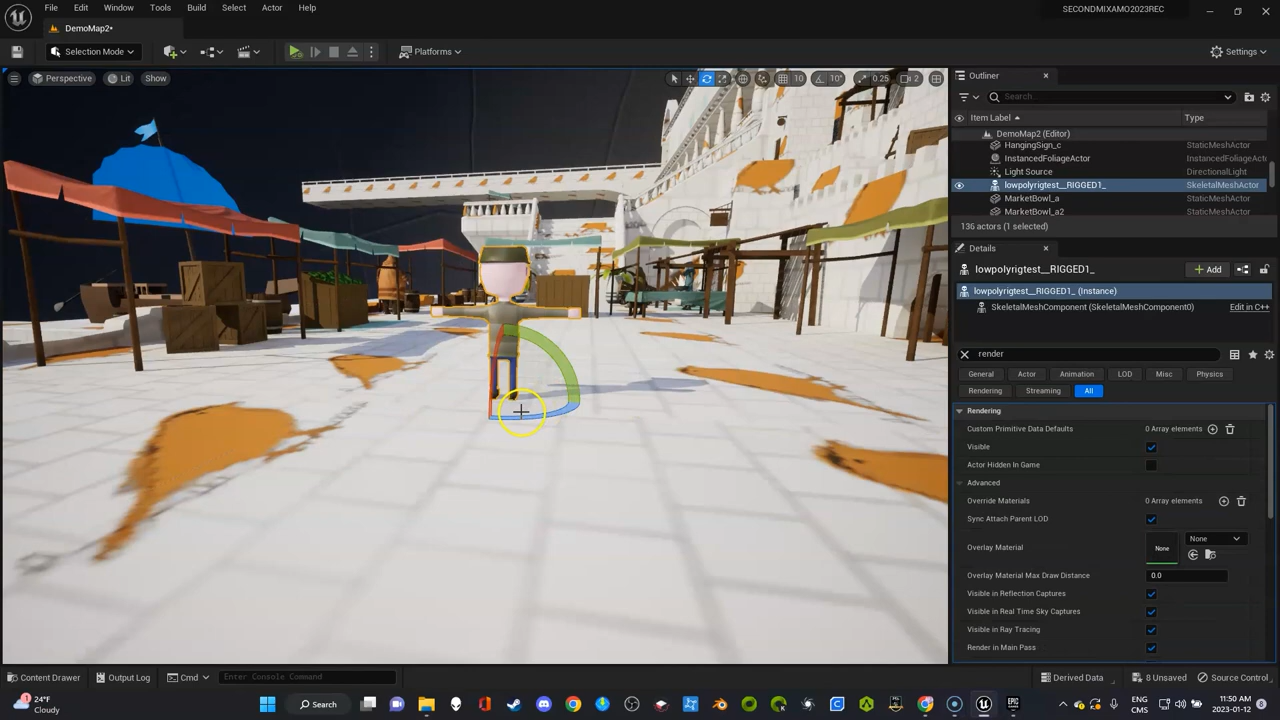 File Edit Window Tools Build Select Actor Help
SECONDMIXAMO2023REC
DemoMap2*
Selection Mode
Platforms
Settings
Perspective Lit Show
10 10° 0.25 2
Outliner
Search...
Item Label Type
DemoMap2 (Editor)
HangingSign_c StaticMeshActor
InstancedFoliageActor InstancedFoliageAct
Light Source DirectionalLight
lowpolyrigtest__RIGGED1_ SkeletalMeshActor
MarketBowl_a StaticMeshActor
MarketBowl_a2 StaticMeshActor
136 actors (1 selected)
Details
lowpolyrigtest__RIGGED1_
Add
lowpolyrigtest__RIGGED1_ (Instance)
SkeletalMeshComponent (SkeletalMeshComponent0) Edit in C++
render
General Actor Animation LOD Misc Physics
Rendering Streaming All
Rendering
Custom Primitive Data Defaults 0 Array elements
Visible
Actor Hidden In Game
Advanced
Override Materials 0 Array elements
Sync Attach Parent LOD
Overlay Material None None
Overlay Material Max Draw Distance 0.0
Visible in Reflection Captures
Visible in Real Time Sky Captures
Visible in Ray Tracing
Render in Main Pass
Content Drawer Output Log Cmd Enter Console Command
Derived Data 8 Unsaved Source Control
24°F
Cloudy
Search
ENG
CMS
11:50 AM
2023-01-12